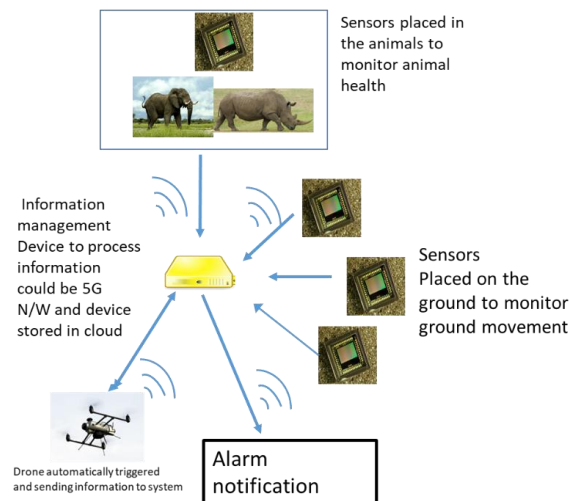 Sensors placed in
the animals to
monitor animal
health
Information
management
Device to process
information
could be 5G
N/W and device
stored in cloud
Sensors
Placed on the
ground to monitor
ground movement
Drone automatically triggered
and sending information to system
Alarm
notification